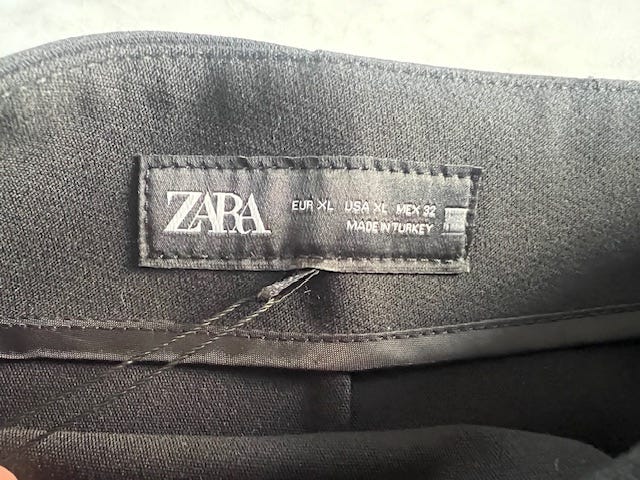 ZARA
EUR XL USA XL MEX 32
MADE IN TURKEY